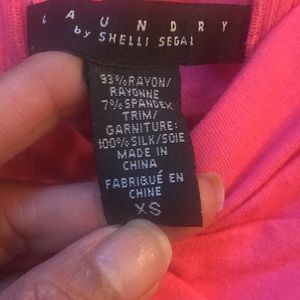 LAUNDRY
by SHELLI SEGAL
93% RAYON/
RAYONNE
7% SPANDEX
TRIM/
GARNITURE:
100% SILK/SOIE
MADE IN
CHINA
FABRIQUÉ EN
CHINE
XS